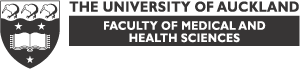 THE UNIVERSITY OF AUCKLAND
FACULTY OF MEDICAL AND
HEALTH SCIENCES